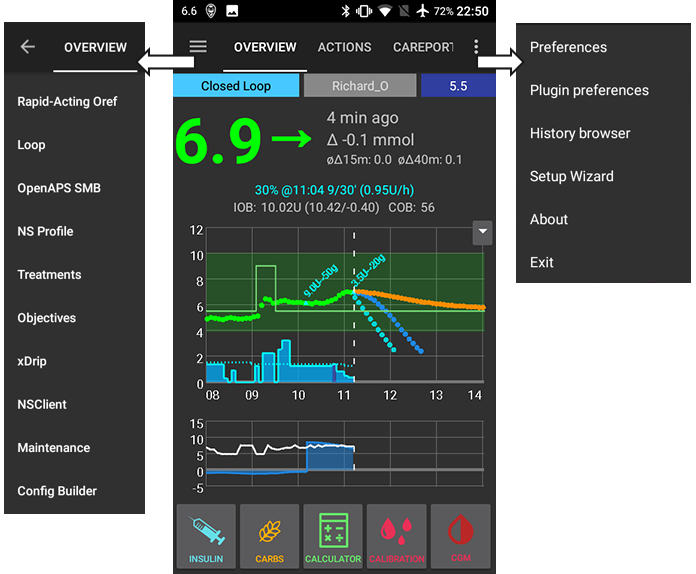 OVERVIEW
Rapid-Acting Oref
Loop
OpenAPS SMB
NS Profile
Treatments
Objectives
xDrip
NSClient
Maintenance
Config Builder
6.6 72% 22:50
OVERVIEW ACTIONS CAREPORT
Closed Loop Richard_O 5.5
6.9
4 min ago
Δ -0.1 mmol
øΔ15m: 0.0 øΔ40m: 0.1
30% @11:04 9/30' (0.95U/h)
IOB: 10.02U (10.42/-0.40) COB: 56
12
10
8
6
4
2
0
9.0U~50g
3.5U~20g
08 09 10 11 12 13 14
15
10
5
0
-5
INSULIN CARBS CALCULATOR CALIBRATION CGM
Preferences
Plugin preferences
History browser
Setup Wizard
About
Exit